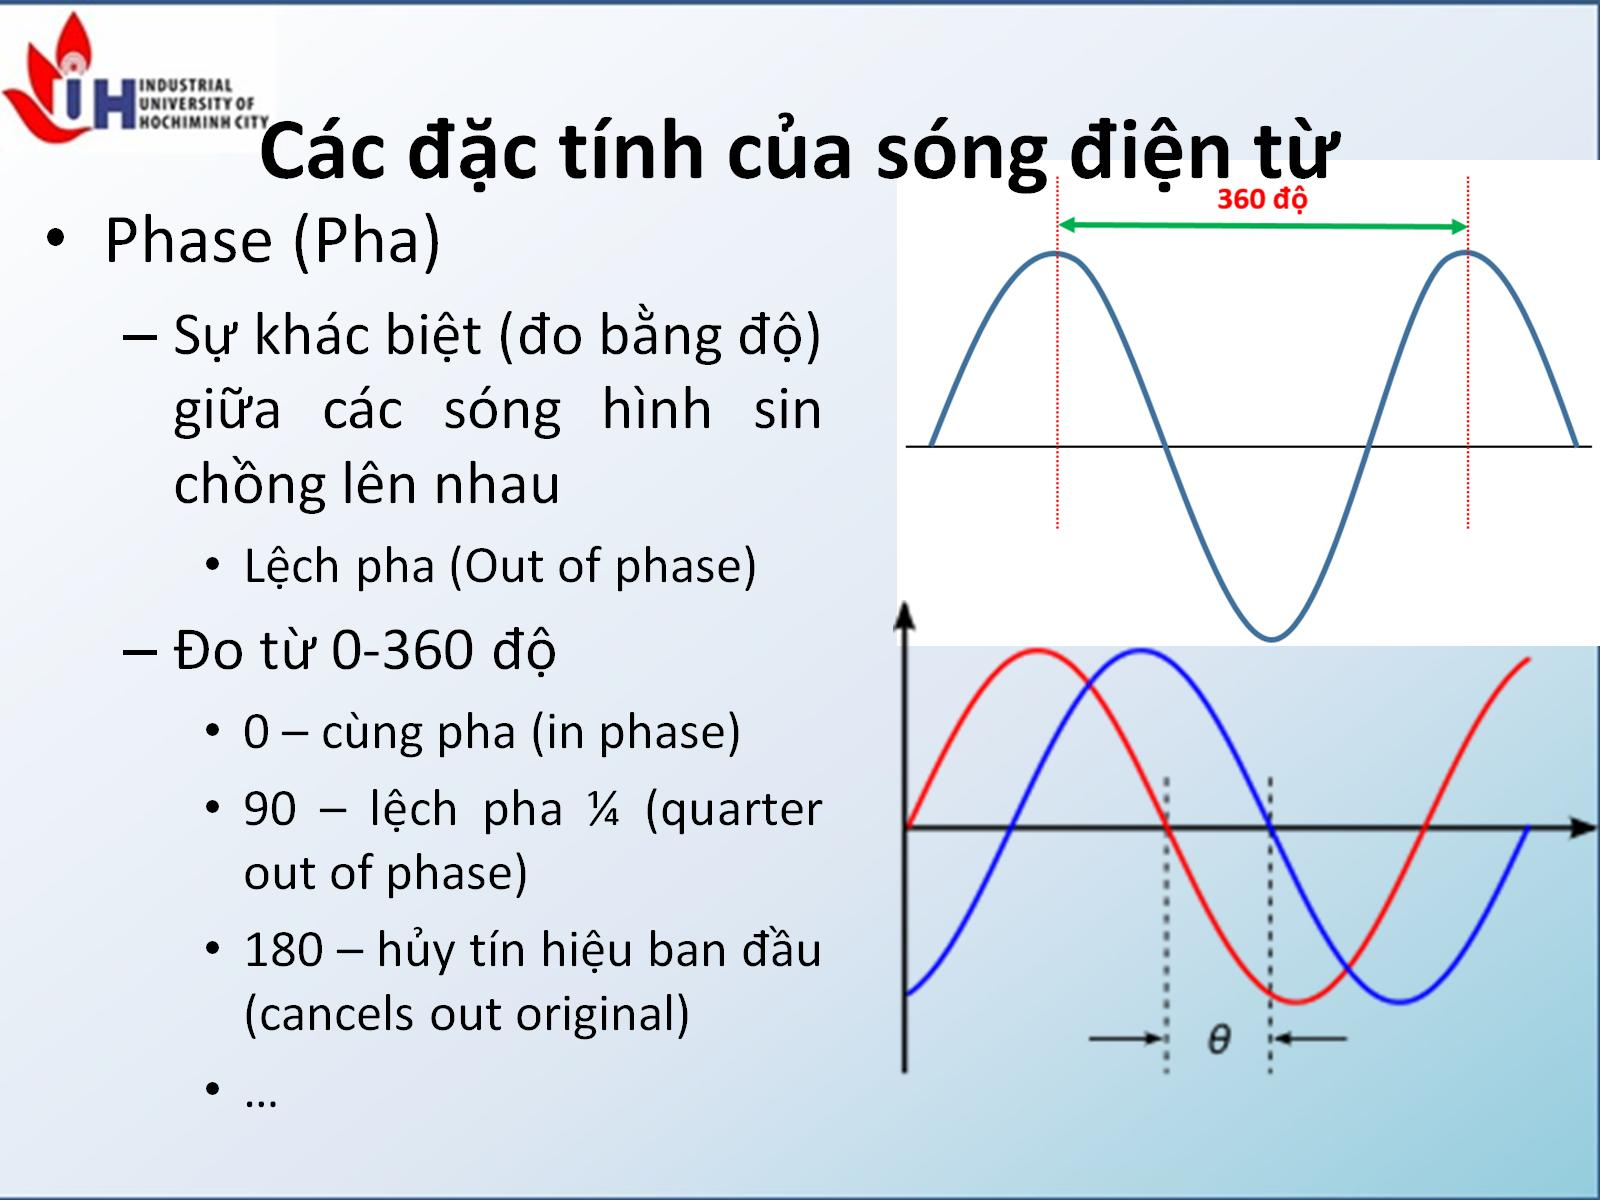 INDUSTRIAL
UNIVERSITY OF
HOCHIMINH CITY
Các đặc tính của sóng điện từ
• Phase (Pha)
– Sự khác biệt (đo bằng độ)
giữa các sóng hình sin
chồng lên nhau
• Lệch pha (Out of phase)
– Đo từ 0-360 độ
• 0 – cùng pha (in phase)
• 90 – lệch pha ¼ (quarter
out of phase)
• 180 – hủy tín hiệu ban đầu
(cancels out original)
• ...
360 độ
θ